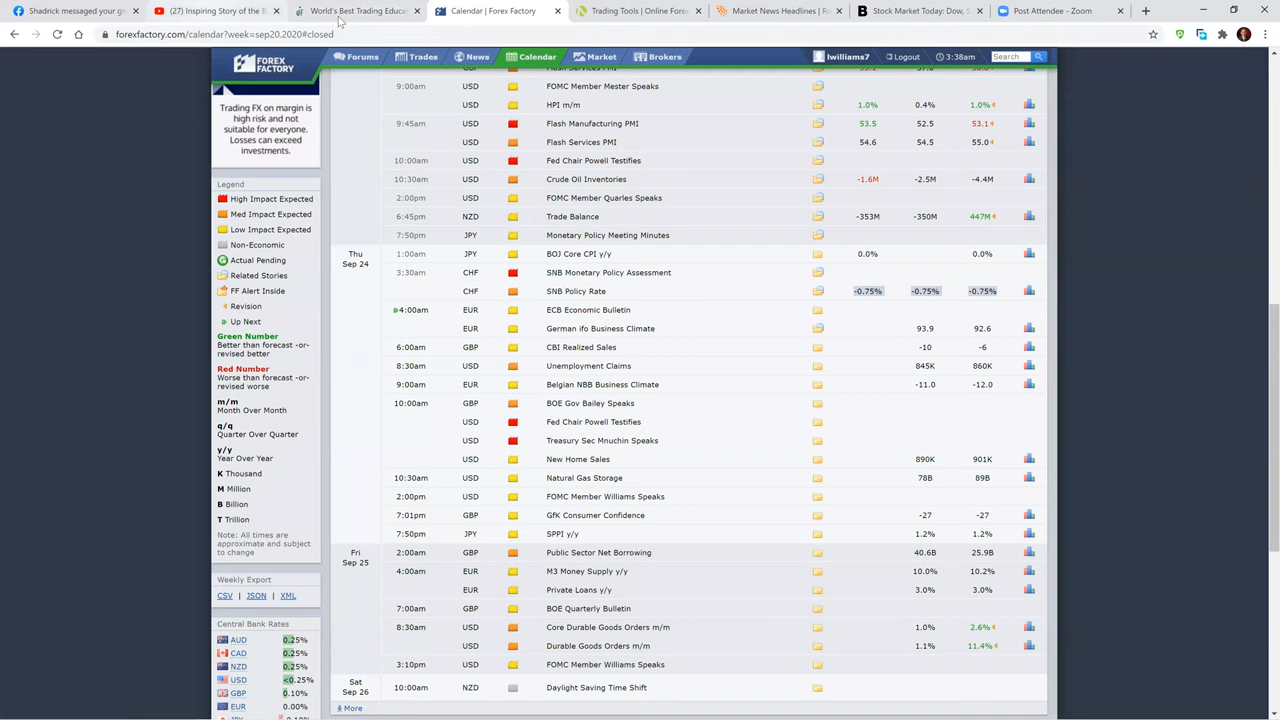 Shadrick messaged your gr
(27) Inspiring Story of the B
World's Best Trading Educa
Calendar | Forex Factory
Trading Tools | Online Fore
Market News Headlines | R
Stock Market Today: Dow, S
Post Attendee - Zoom
forexfactory.com/calendar?week=sep20.2020#closed
FOREX FACTORY
Forums Trades News Calendar Market Brokers
lwilliams7 Logout 3:38am Search
Trading FX on margin is
high risk and not
suitable for everyone.
Losses can exceed
investments.
Legend
High Impact Expected
Med Impact Expected
Low Impact Expected
Non-Economic
Actual Pending
Related Stories
FF Alert Inside
Revision
Up Next
Green Number
Better than forecast -or-
revised better
Red Number
Worse than forecast -or-
revised worse
m/m
Month Over Month
q/q
Quarter Over Quarter
y/y
Year Over Year
K Thousand
M Million
B Billion
T Trillion
Note: All times are
approximate and subject
to change
Weekly Export
CSV | JSON | XML
Central Bank Rates
AUD 0.25%
CAD 0.25%
NZD 0.25%
USD <0.25%
GBP 0.10%
EUR 0.00%
9:00am USD FOMC Member Mester Speaks
USD HPI m/m 1.0% 0.4% 1.0%
9:45am USD Flash Manufacturing PMI 53.5 52.5 53.1
USD Flash Services PMI 54.6 54.5 55.0
10:00am USD Fed Chair Powell Testifies
10:30am USD Crude Oil Inventories -1.6M -2.5M -4.4M
2:00pm USD FOMC Member Quarles Speaks
6:45pm NZD Trade Balance -353M -350M 447M
7:50pm JPY Monetary Policy Meeting Minutes
Thu
Sep 24
1:00am JPY BOJ Core CPI y/y 0.0% 0.0%
3:30am CHF SNB Monetary Policy Assessment
CHF SNB Policy Rate -0.75% -0.75% -0.75%
4:00am EUR ECB Economic Bulletin
EUR German ifo Business Climate 93.9 92.6
6:00am GBP CBI Realized Sales -10 -6
8:30am USD Unemployment Claims 845K 860K
9:00am EUR Belgian NBB Business Climate -11.0 -12.0
10:00am GBP BOE Gov Bailey Speaks
USD Fed Chair Powell Testifies
USD Treasury Sec Mnuchin Speaks
USD New Home Sales 890K 901K
10:30am USD Natural Gas Storage 78B 89B
2:00pm USD FOMC Member Williams Speaks
7:01pm GBP GfK Consumer Confidence -27 -27
7:50pm JPY SPPI y/y 1.2% 1.2%
Fri
Sep 25
2:00am GBP Public Sector Net Borrowing 40.6B 25.9B
4:00am EUR M3 Money Supply y/y 10.0% 10.2%
EUR Private Loans y/y 3.0% 3.0%
7:00am GBP BOE Quarterly Bulletin
8:30am USD Core Durable Goods Orders m/m 1.0% 2.6%
USD Durable Goods Orders m/m 1.1% 11.4%
3:10pm USD FOMC Member Williams Speaks
Sat
Sep 26
10:00am NZD Daylight Saving Time Shift
More